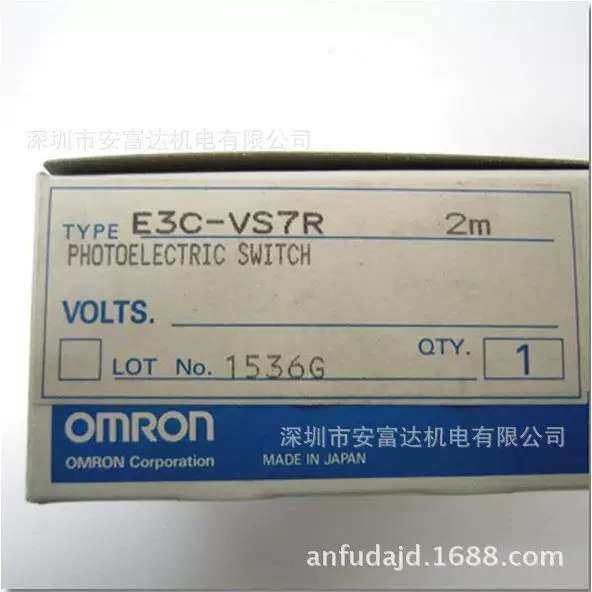 深圳市安富达机电有限公司
TYPE E3C-VS7R 2m
PHOTOELECTRIC SWITCH
VOLTS.
LOT No. 1536G QTY. 1
OMRON 深圳市安富达机电有限公司
OMRON Corporation MADE IN JAPAN
anfudajd.1688.com